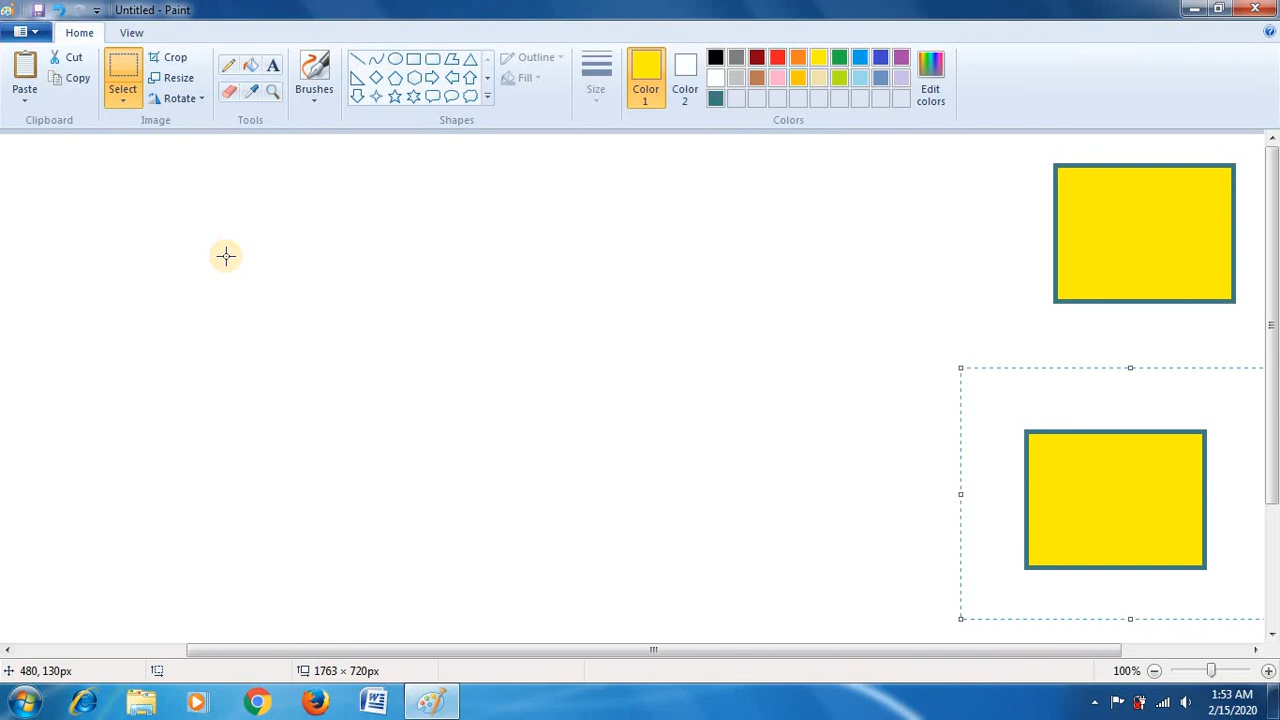 Untitled - Paint
Home
View
Paste
Cut
Copy
Clipboard
Select
Crop
Resize
Rotate
Image
Tools
Brushes
Outline
Fill
Shapes
Size
Color 1
Color 2
Edit colors
Colors
480, 130px
1763 × 720px
100%
1:53 AM
2/15/2020